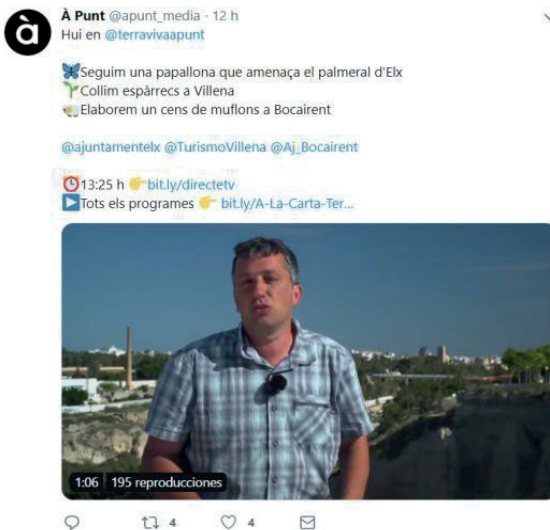 À Punt @apunt_media · 12 h
Hui en @terravivaapunt
🦋Seguim una papallona que amenaça el palmeral d'Elx
🌱Collim espàrrecs a Villena
🐏Elaborem un cens de muflons a Bocairent
@ajuntamentelx @TurismoVillena @Aj_Bocairent
⏰13:25 h 👉bit.ly/directetv
▶️Tots els programes 👉 bit.ly/A-La-Carta-Ter...
1:06 195 reproducciones
4 4